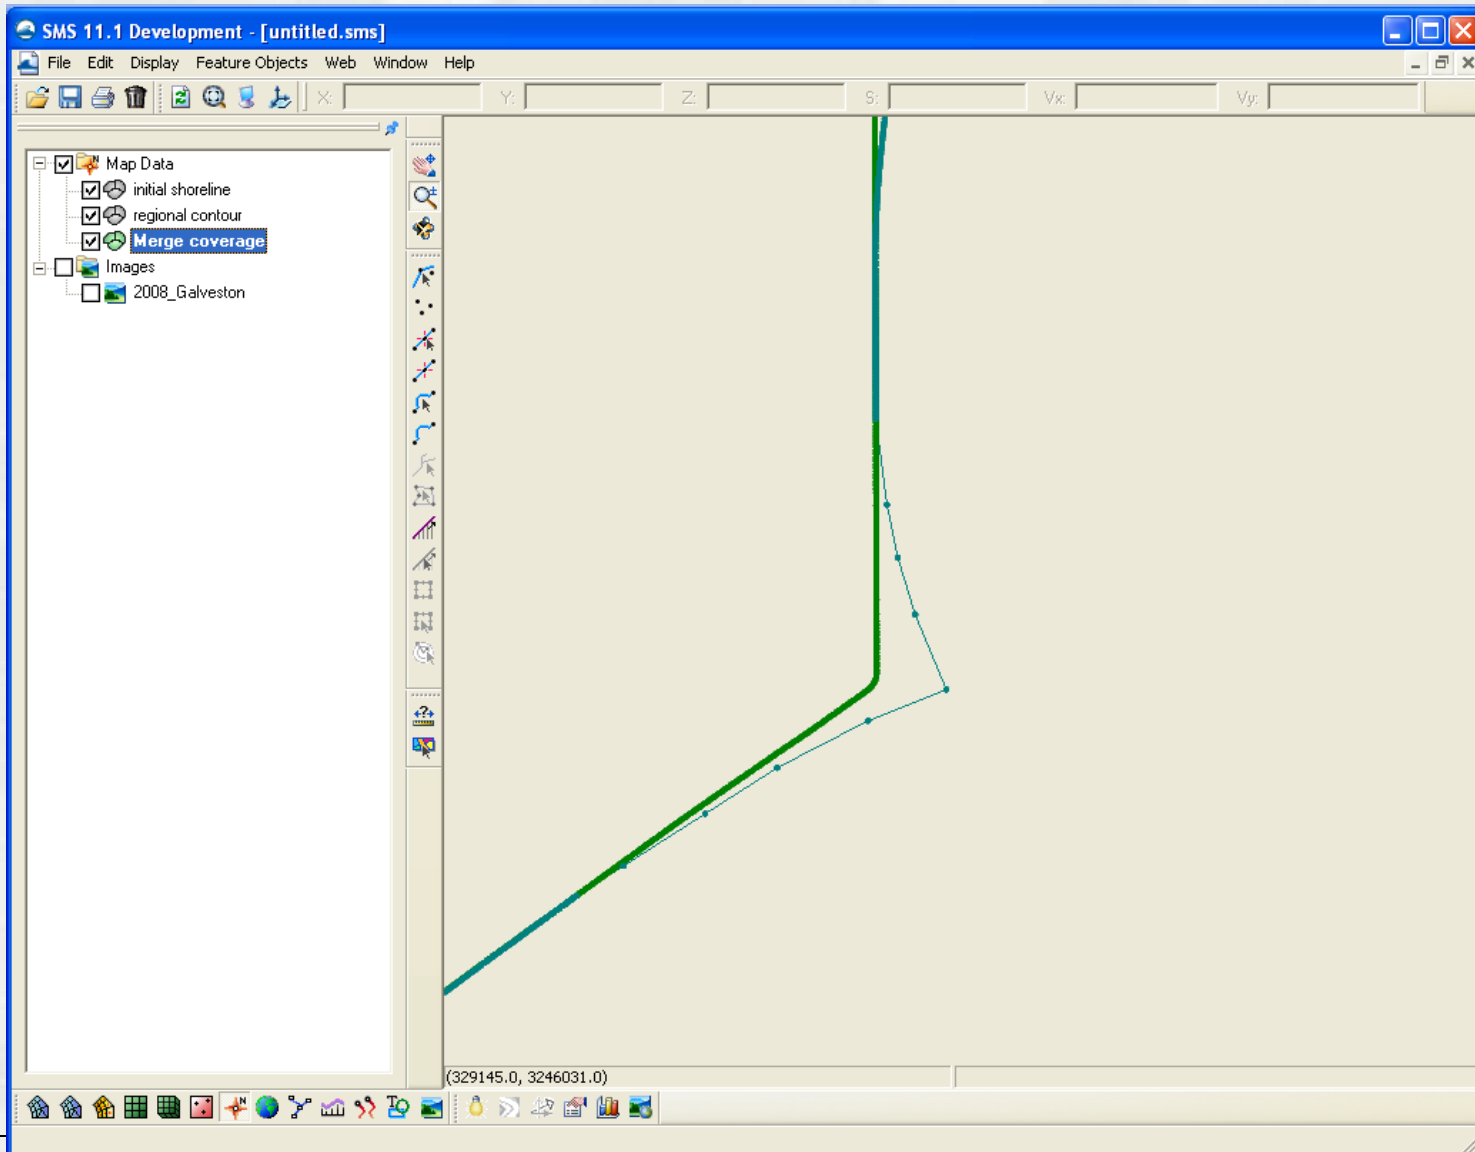 SMS 11.1 Development - [untitled.sms]
File Edit Display Feature Objects Web Window Help
X: Y: Z: S: Vx: Vy:
Map Data
initial shoreline
regional contour
Merge coverage
Images
2008_Galveston
(329145.0, 3246031.0)